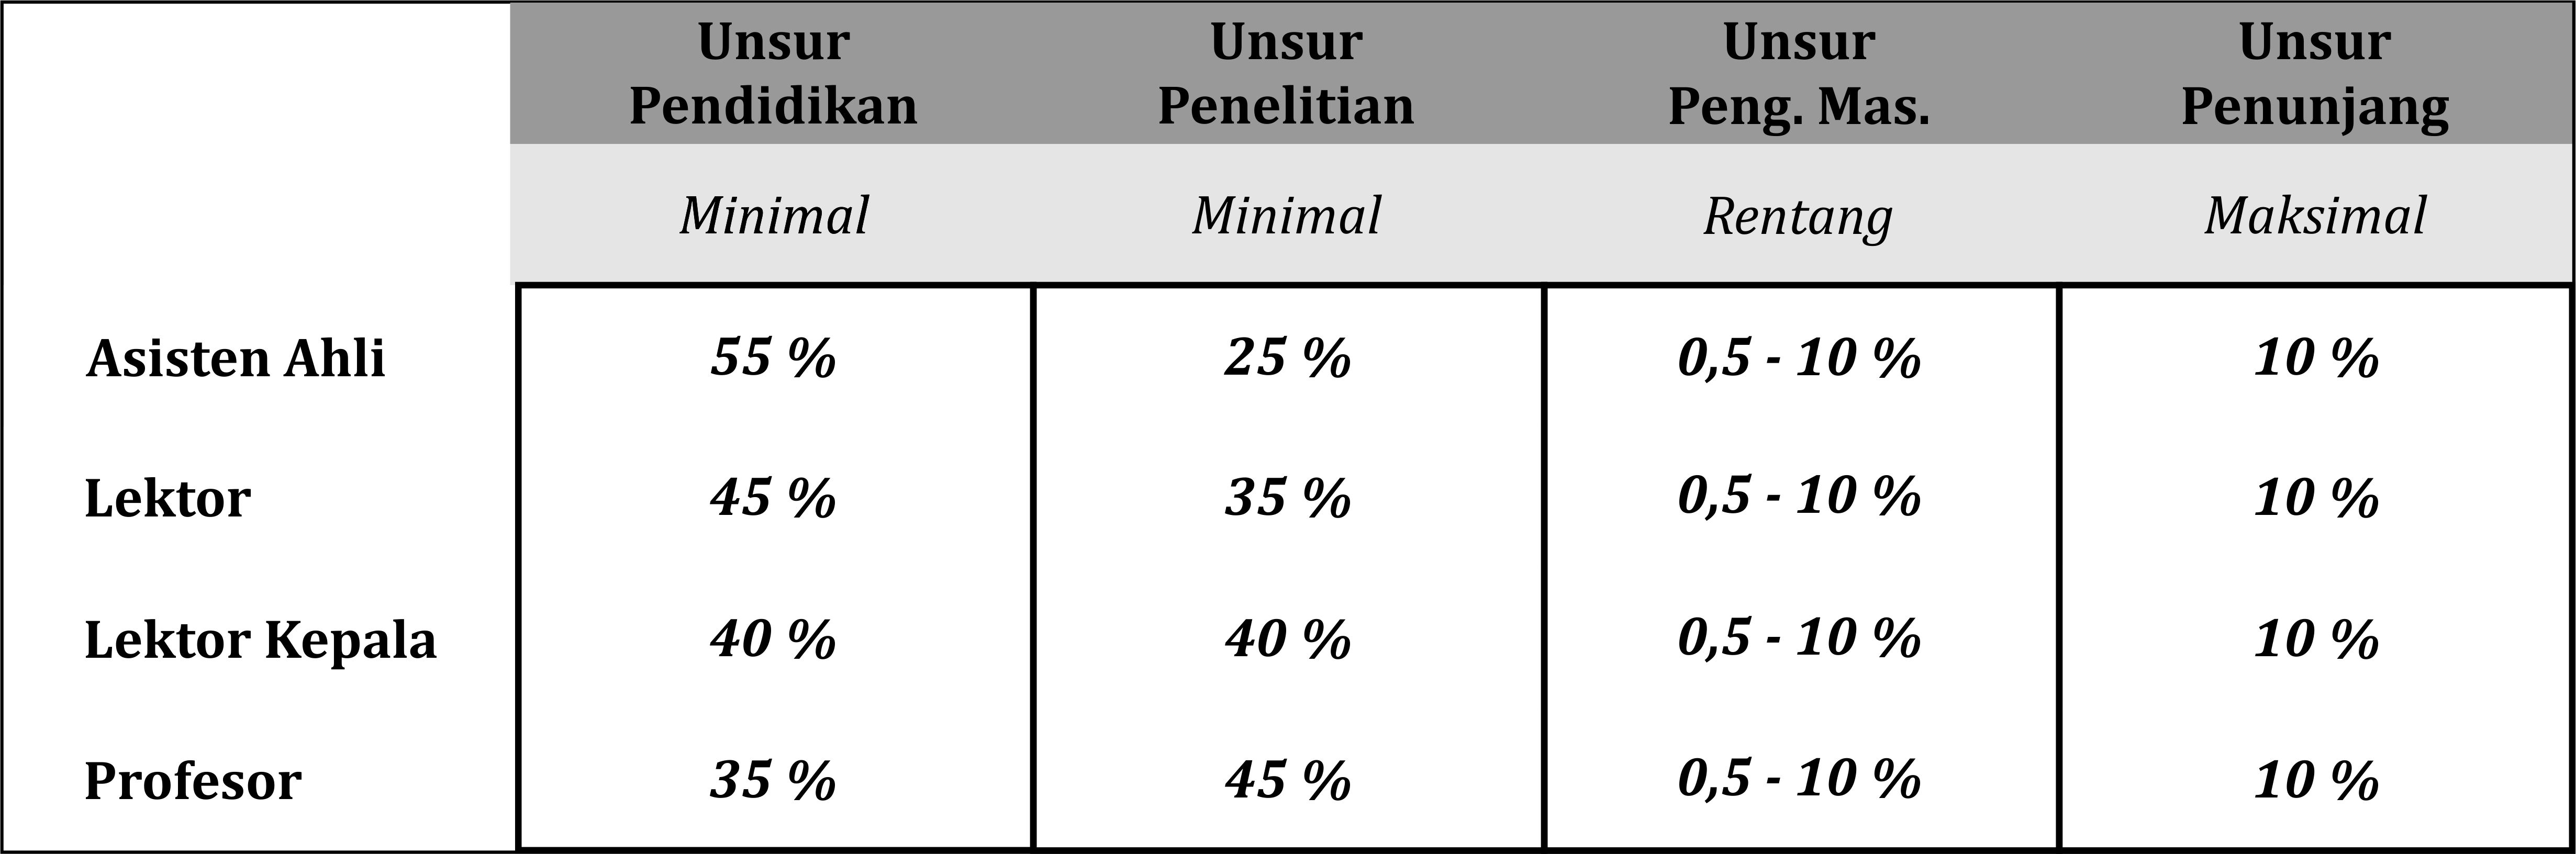 Unsur Pendidikan Unsur Penelitian Unsur Peng. Mas. Unsur Penunjang
Minimal Minimal Rentang Maksimal
Asisten Ahli 55 % 25 % 0,5 - 10 % 10 %
Lektor 45 % 35 % 0,5 - 10 % 10 %
Lektor Kepala 40 % 40 % 0,5 - 10 % 10 %
Profesor 35 % 45 % 0,5 - 10 % 10 %